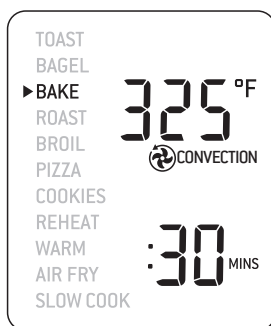 TOAST
BAGEL
▶BAKE
ROAST
BROIL
PIZZA
COOKIES
REHEAT
WARM
AIR FRY
SLOW COOK
325°F
CONVECTION
:30 MINS